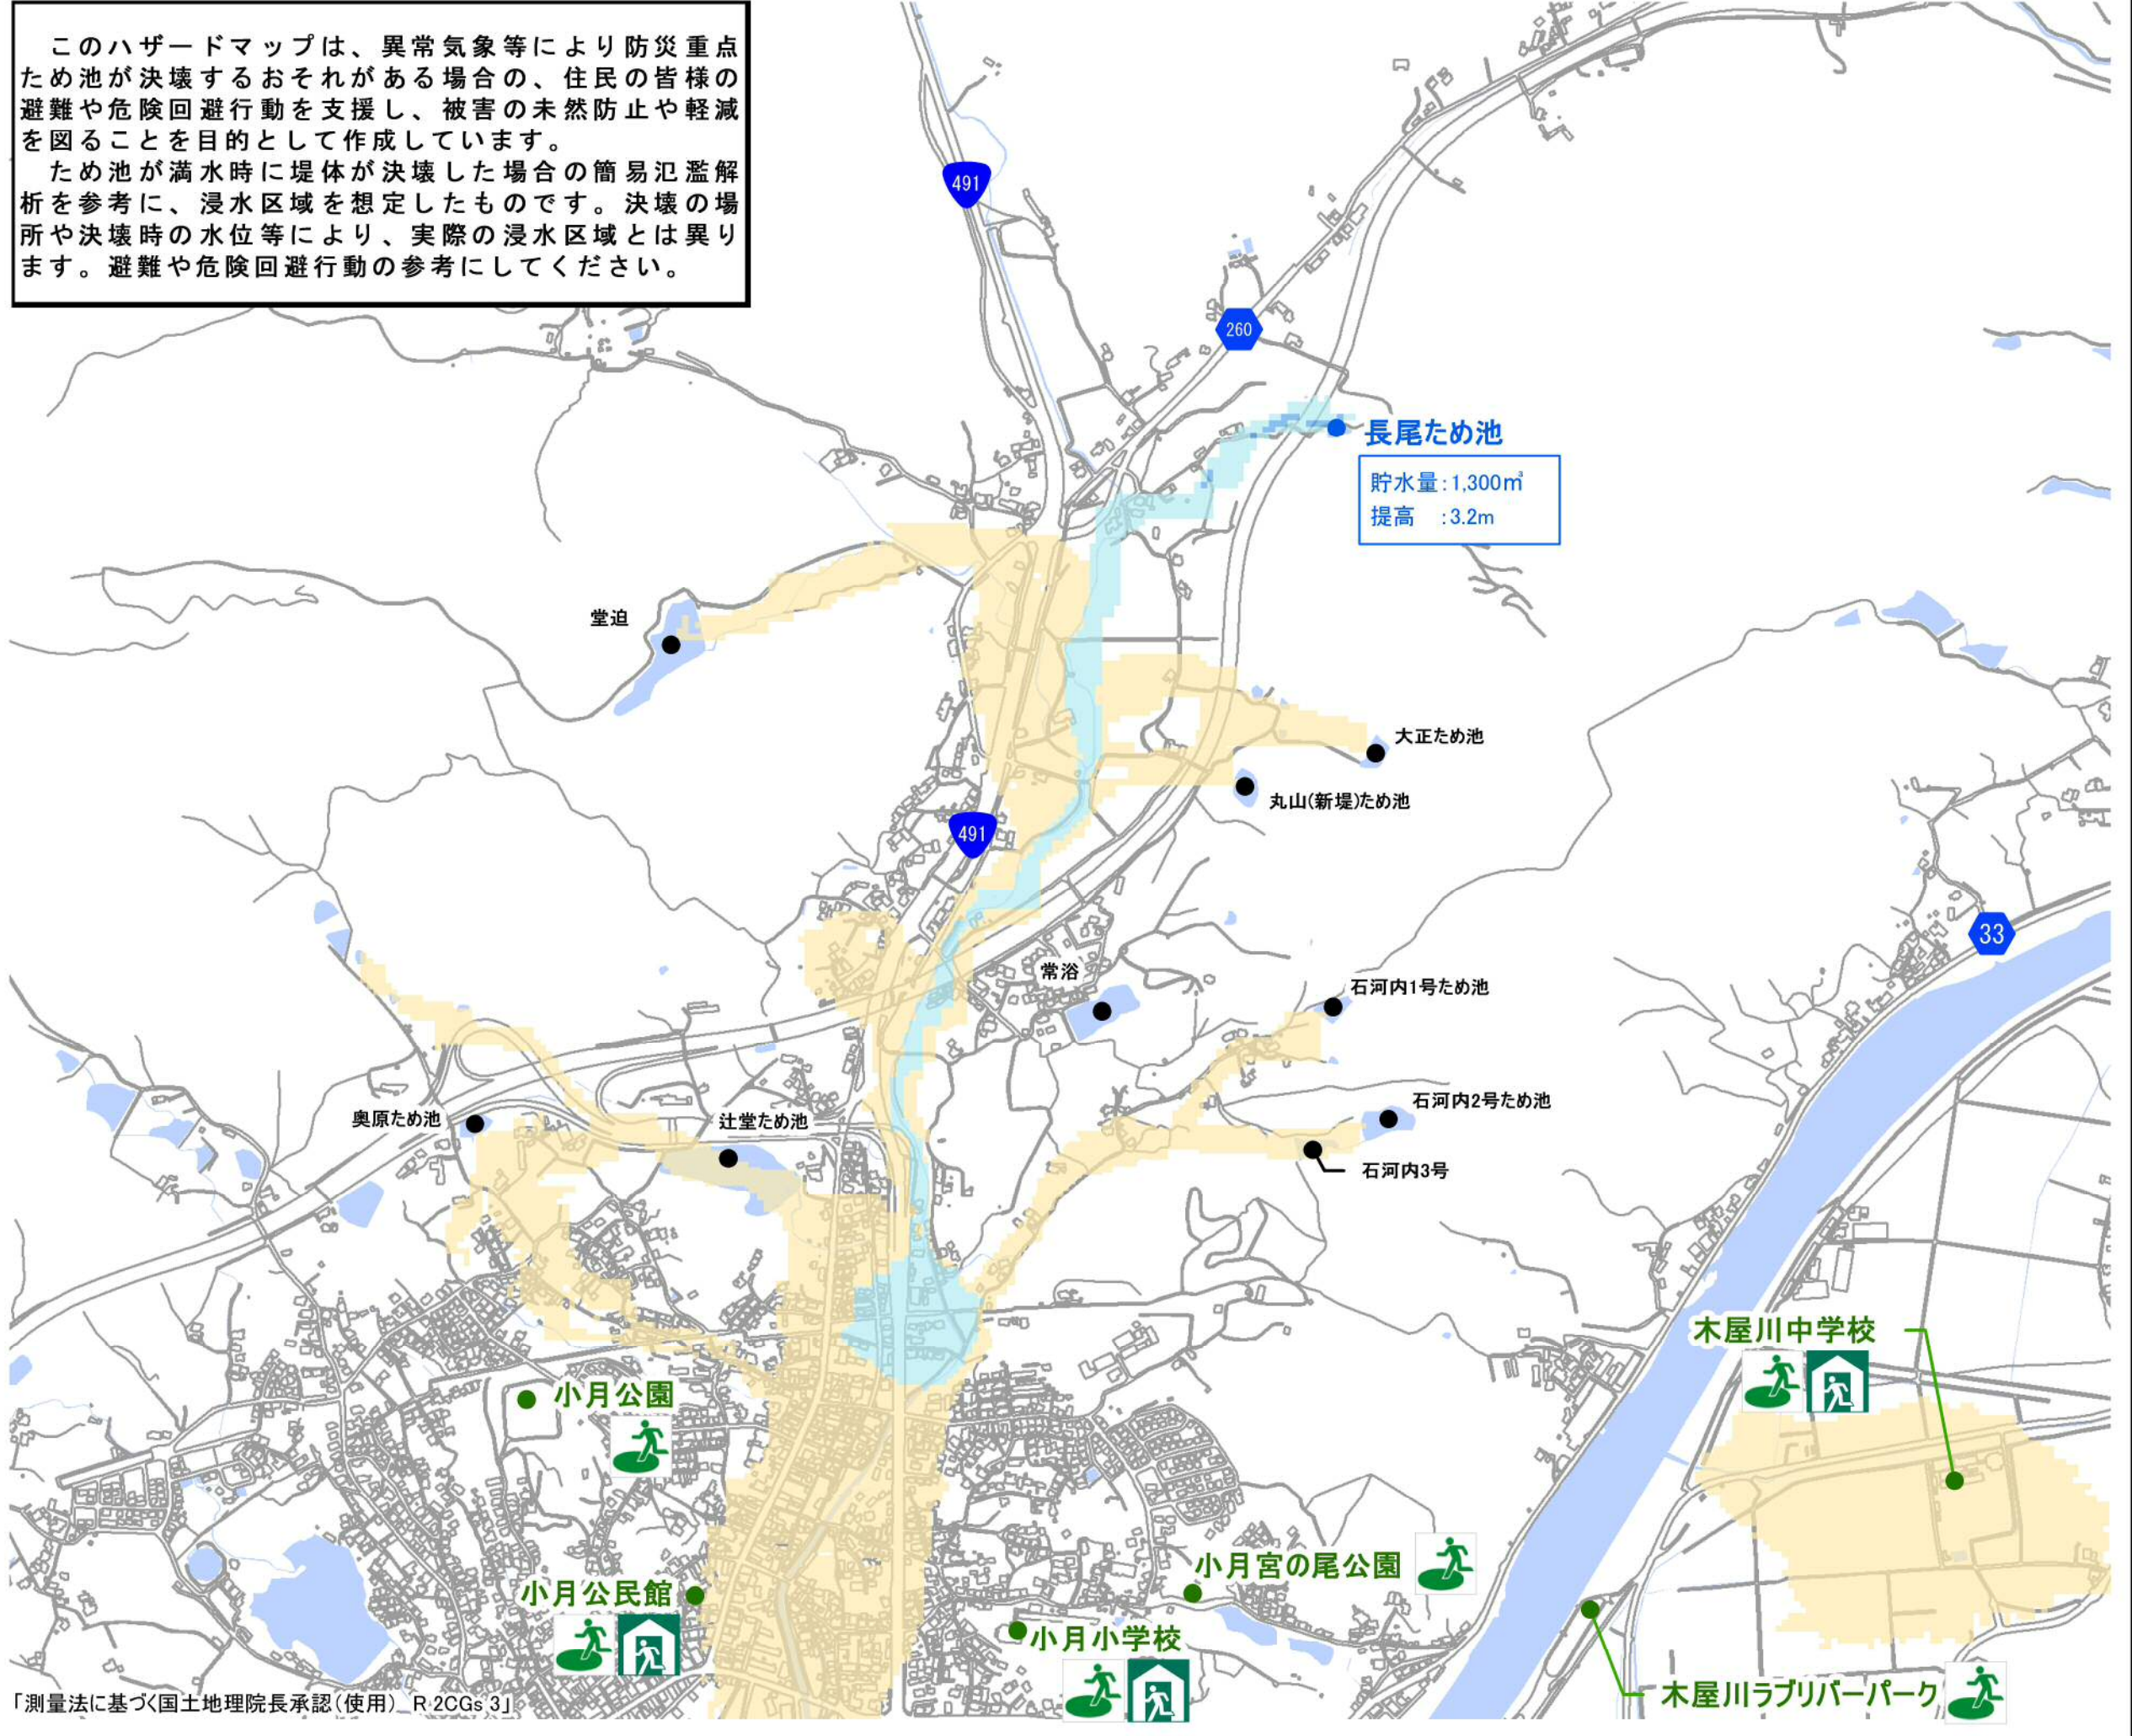 このハザードマップは、異常気象等により防災重点
ため池が決壊するおそれがある場合の、住民の皆様の
避難や危険回避行動を支援し、被害の未然防止や軽減
を図ることを目的として作成しています。
ため池が満水時に堤体が決壊した場合の簡易氾濫解
析を参考に、浸水区域を想定したものです。決壊の場
所や決壊時の水位等により、実際の浸水区域とは異り
ます。避難や危険回避行動の参考にしてください。
491
260
長尾ため池
貯水量:1,300㎥
提高 :3.2m
堂迫
大正ため池
丸山(新堤)ため池
491
33
常浴
石河内1号ため池
石河内2号ため池
奥原ため池
辻堂ため池
石河内3号
木屋川中学校
小月公園
小月宮の尾公園
小月公民館
小月小学校
木屋川ラブリバーパーク
「測量法に基づく国土地理院長承認(使用) R 2CGs 3」